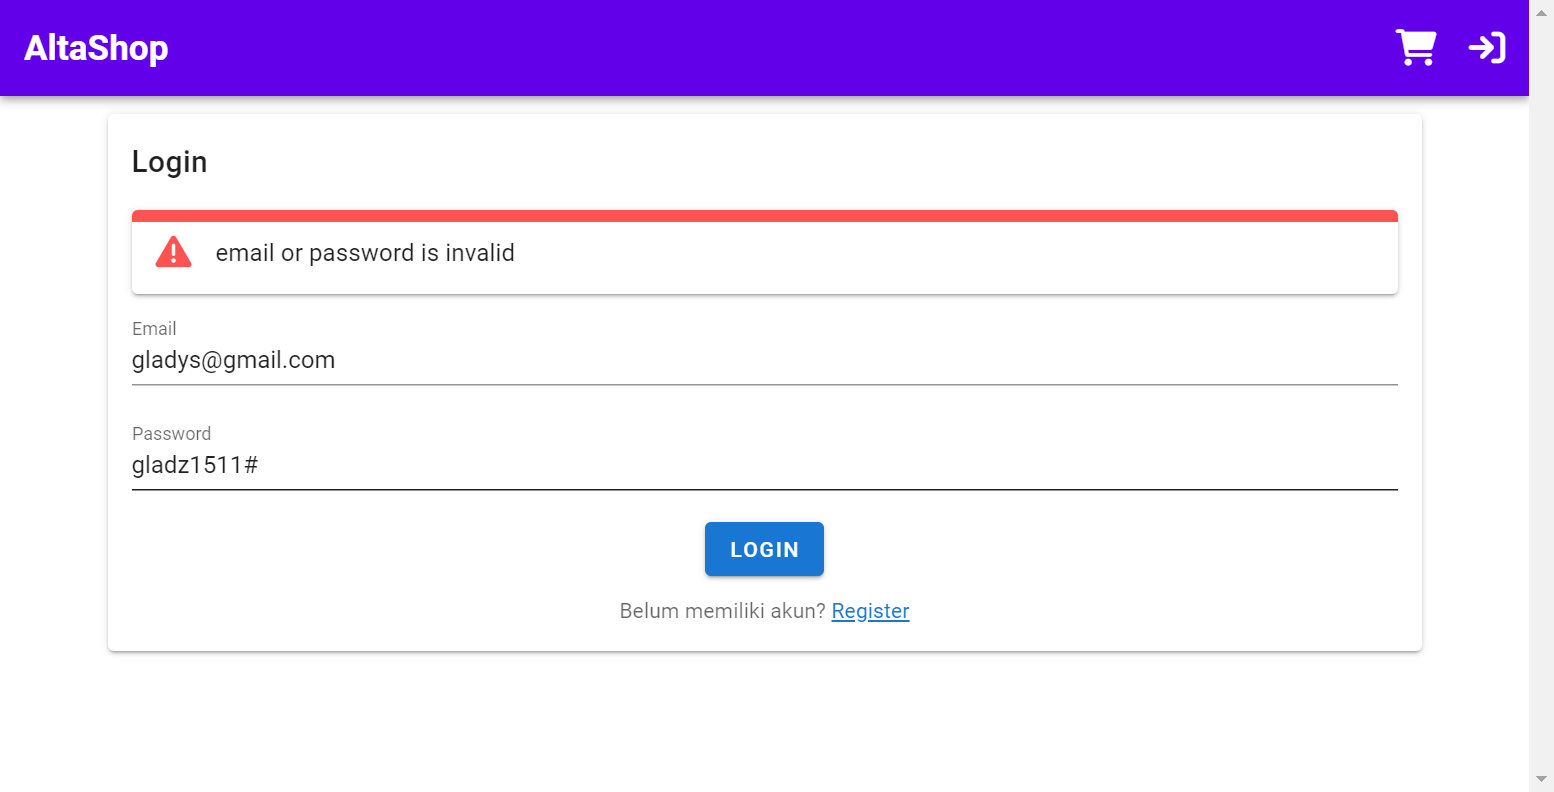 AltaShop
Login
email or password is invalid
Email
gladys@gmail.com
Password
gladz1511#
LOGIN
Belum memiliki akun? Register